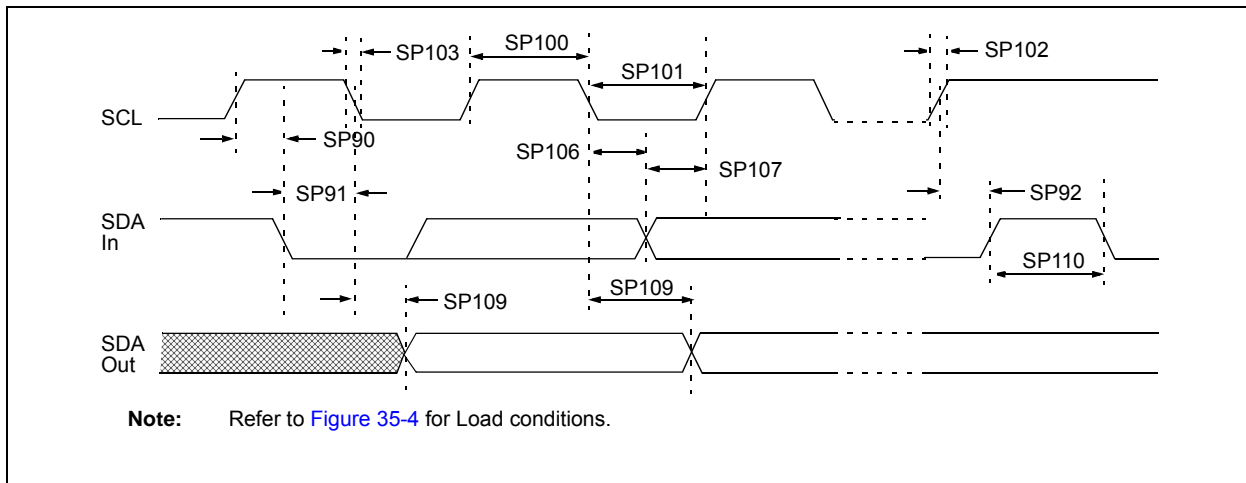 SP103
SP100
SP102
SP101
SCL
SP90
SP106
SP107
SP91
SP92
SDA
In
SP110
SP109
SP109
SDA
Out
Note: Refer to Figure 35-4 for Load conditions.